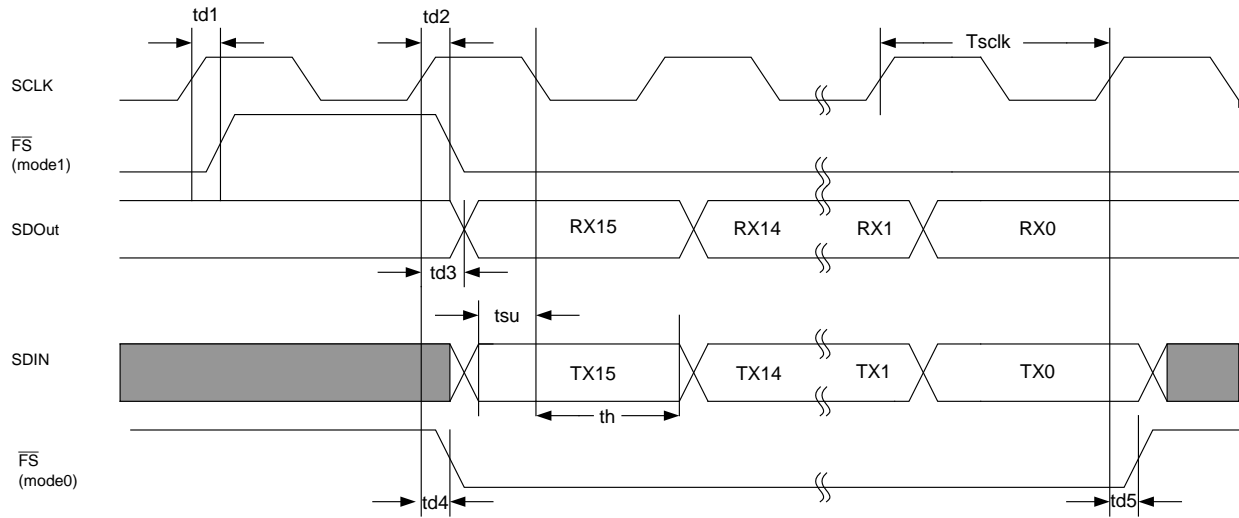 td1
td2
Tsclk
SCLK
FS
(mode1)
SDOut
RX15
RX14
RX1
RX0
td3
tsu
SDIN
TX15
TX14
TX1
TX0
th
FS
(mode0)
td4
td5